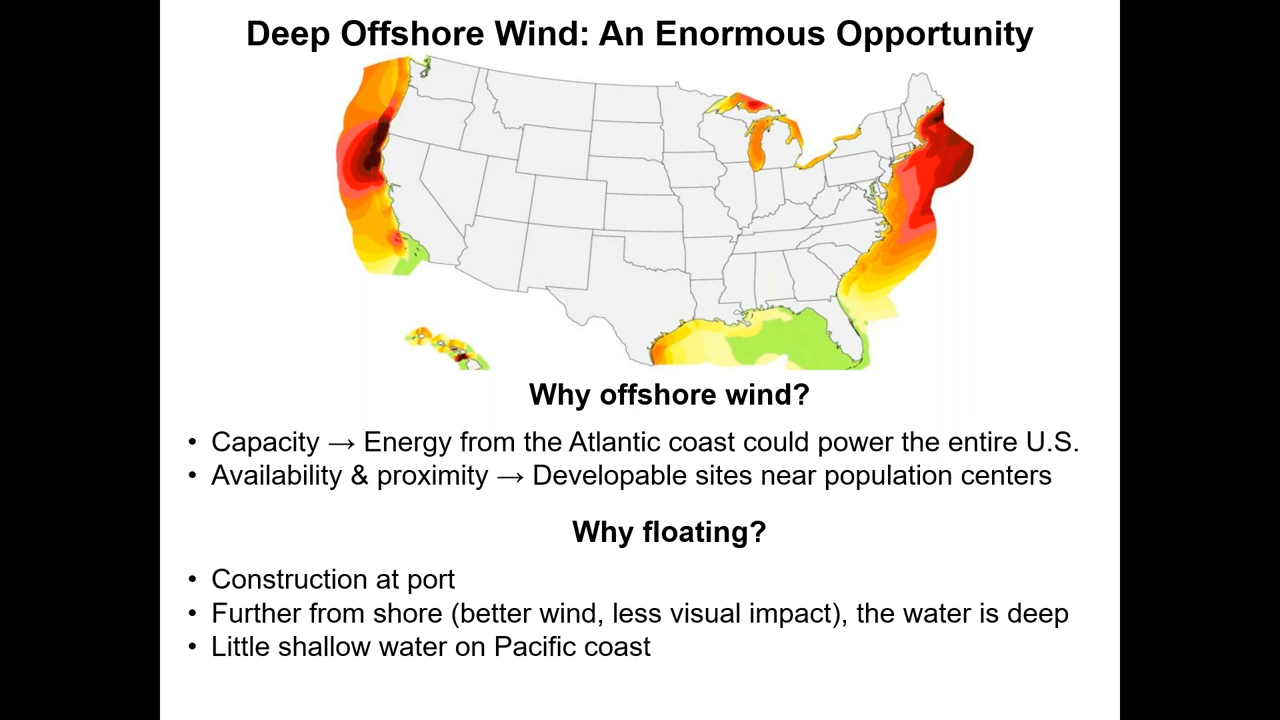 Deep Offshore Wind: An Enormous Opportunity
Why offshore wind?
• Capacity → Energy from the Atlantic coast could power the entire U.S.
• Availability & proximity → Developable sites near population centers
Why floating?
• Construction at port
• Further from shore (better wind, less visual impact), the water is deep
• Little shallow water on Pacific coast